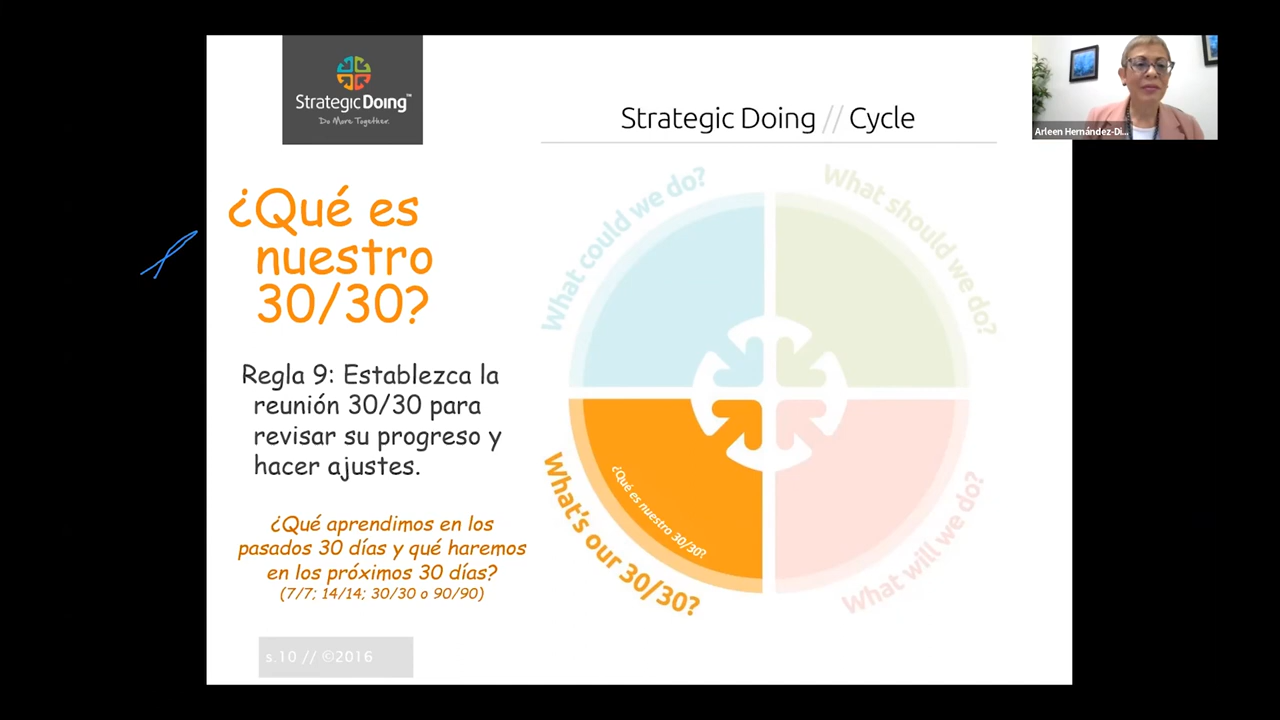 Strategic Doing™
Do More Together.
Strategic Doing // Cycle
Arleen Hernández-Di...
¿Qué es
nuestro
30/30?
Regla 9: Establezca la
reunión 30/30 para
revisar su progreso y
hacer ajustes.
¿Qué aprendimos en los
pasados 30 días y qué haremos
en los próximos 30 días?
(7/7; 14/14; 30/30 o 90/90)
What could we do?
What should we do?
What will we do?
What's our 30/30?
¿Qué es nuestro 30/30?
s.10 // ©2016